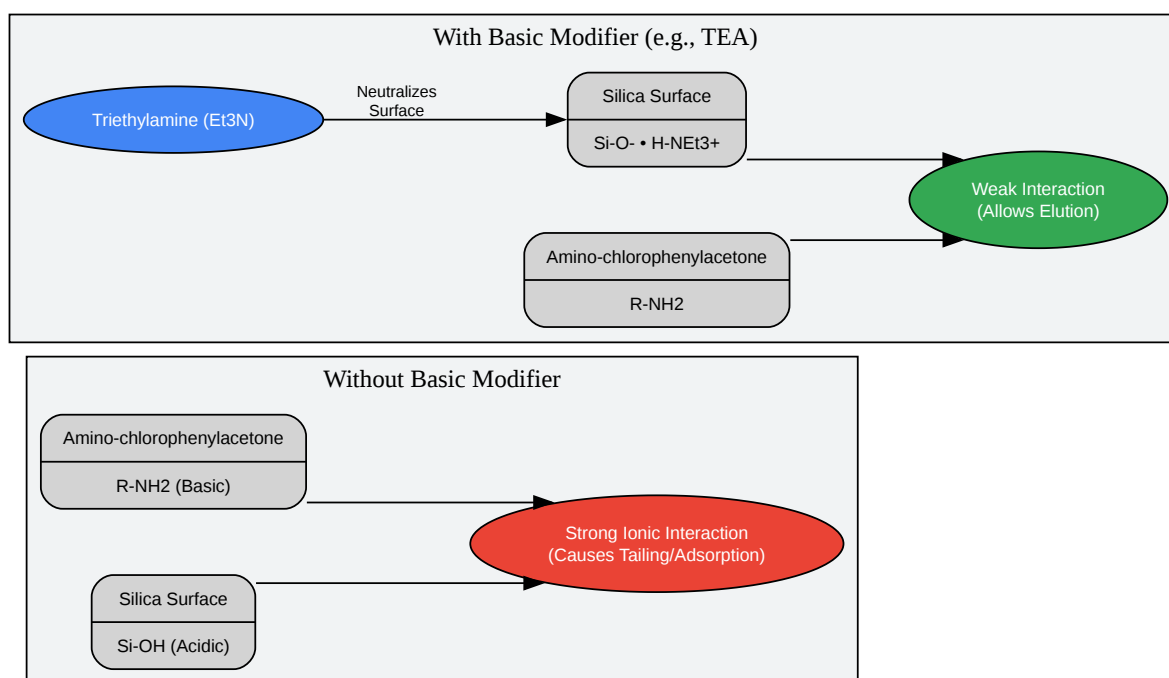 With Basic Modifier (e.g., TEA)
Triethylamine (Et3N)
Neutralizes
Surface
Silica Surface
Si-O- • H-NEt3+
Amino-chlorophenylacetone
R-NH2
Weak Interaction
(Allows Elution)
Without Basic Modifier
Amino-chlorophenylacetone
R-NH2 (Basic)
Silica Surface
Si-OH (Acidic)
Strong Ionic Interaction
(Causes Tailing/Adsorption)